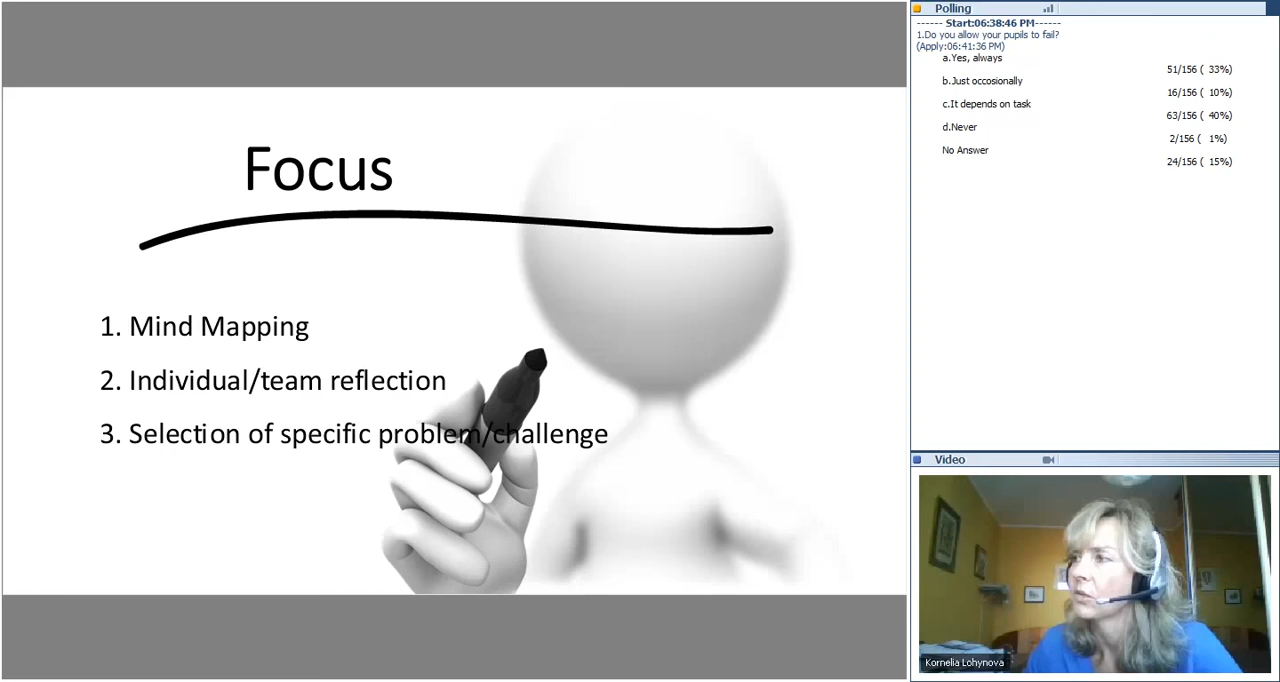 Focus
1. Mind Mapping
2. Individual/team reflection
3. Selection of specific problem/challenge
Polling
------ Start:06:38:46 PM------
1.Do you allow your pupils to fail?
(Apply:06:41:36 PM)
a.Yes, always
51/156 ( 33%)
b.Just occosionally
16/156 ( 10%)
c.It depends on task
63/156 ( 40%)
d.Never
2/156 ( 1%)
No Answer
24/156 ( 15%)
Video
Kornelia Lohynova